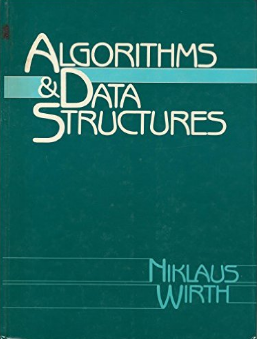 ALGORITHMS
& DATA
STRUCTURES
NIKLAUS
WIRTH